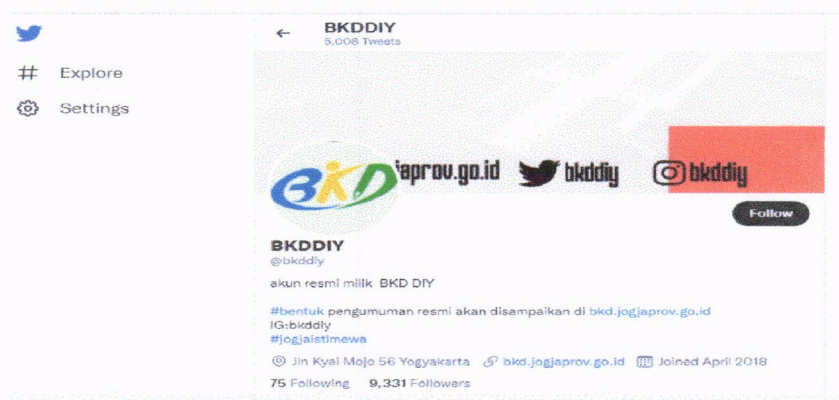 BKDDIY
5,008 Tweets
# Explore
Settings
BKD
japrov.go.id bkddiy bkddiy
Follow
BKDDIY
@bkddiy
akun resmi milik BKD DIY
#bentuk pengumuman resmi akan disampaikan di bkd.jogjaprov.go.id
IG:bkddiy
#jogjaistimewa
Jln Kyai Mojo 56 Yogyakarta bkd.jogjaprov.go.id Joined April 2018
75 Following 9,331 Followers